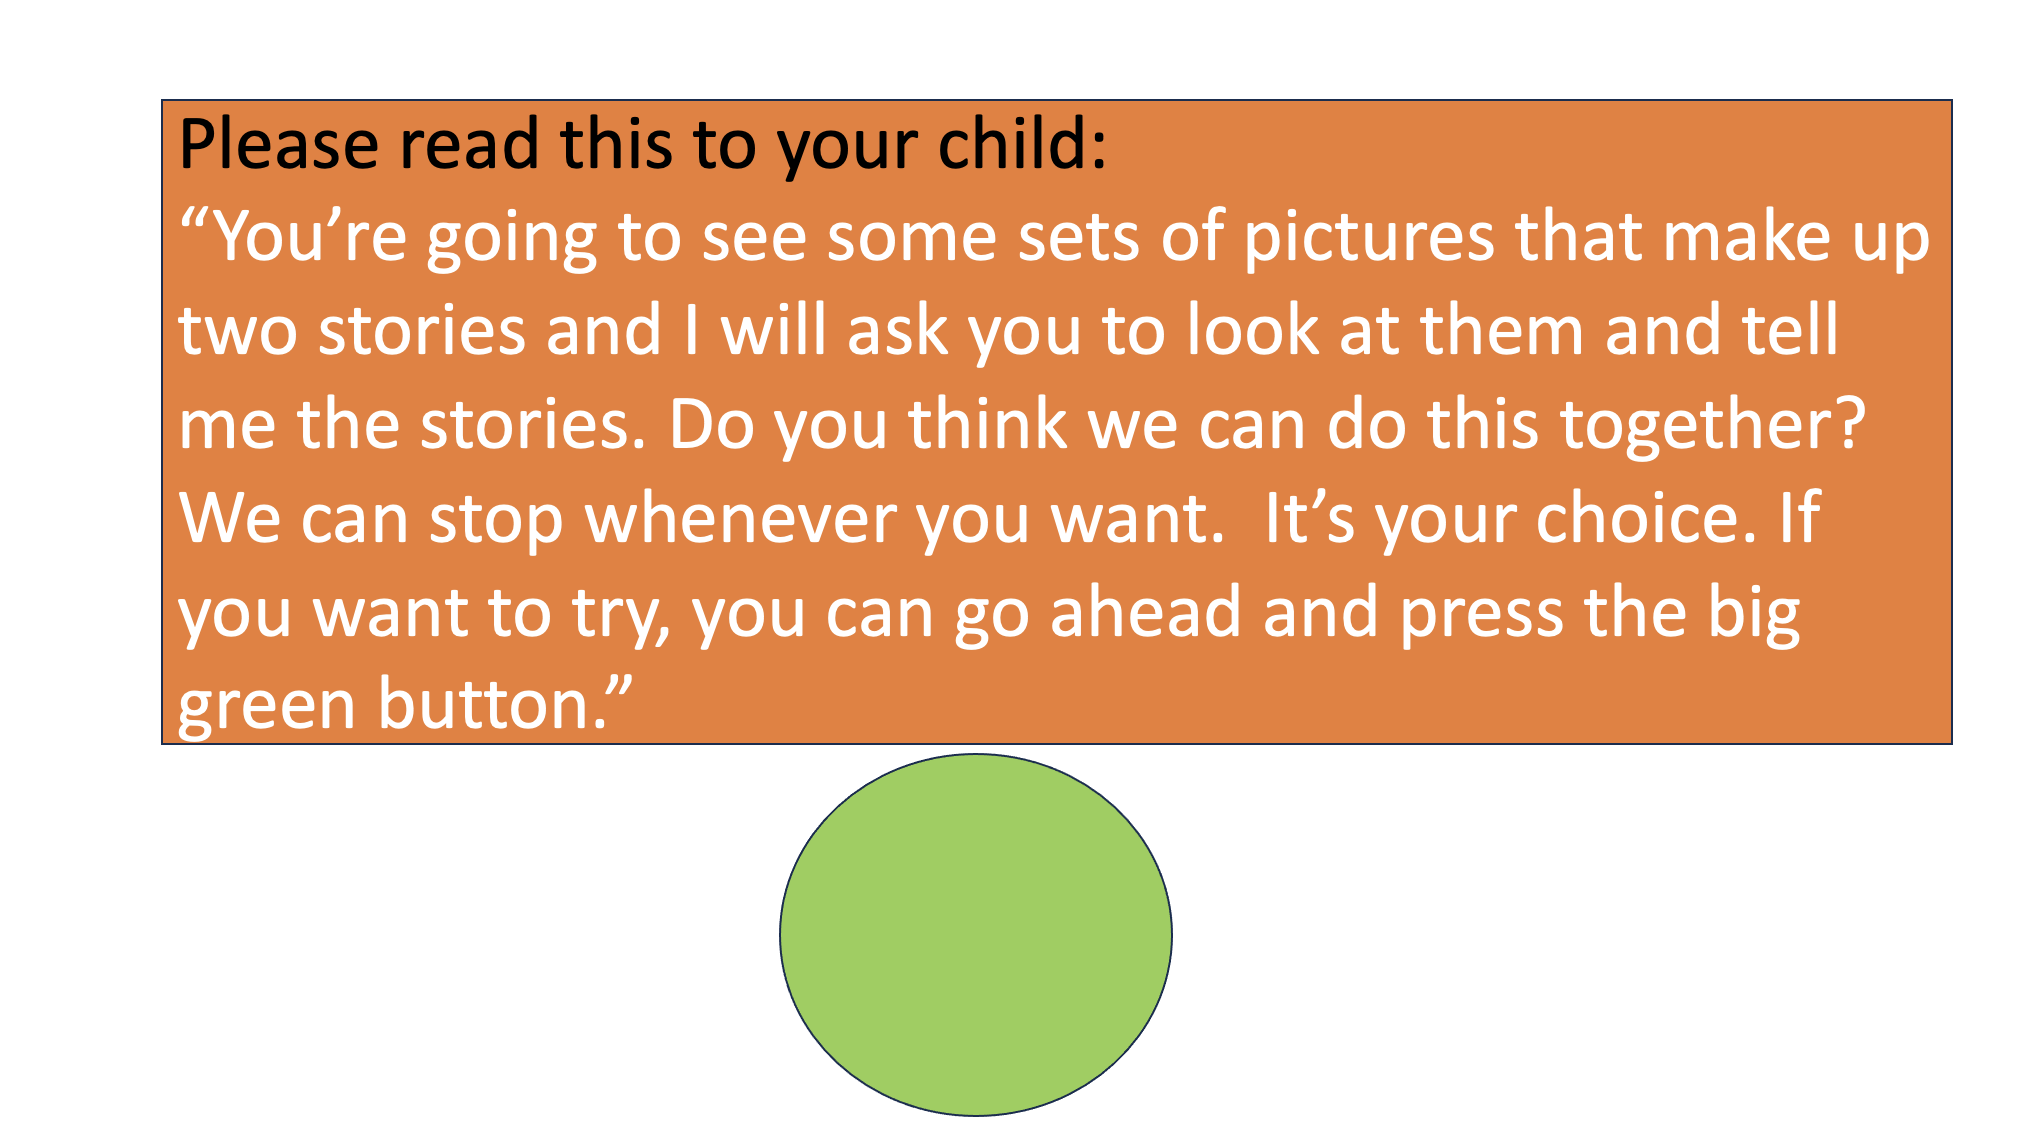 Please read this to your child:
“You’re going to see some sets of pictures that make up
two stories and I will ask you to look at them and tell
me the stories. Do you think we can do this together?
We can stop whenever you want.  It’s your choice. If
you want to try, you can go ahead and press the big
green button.”